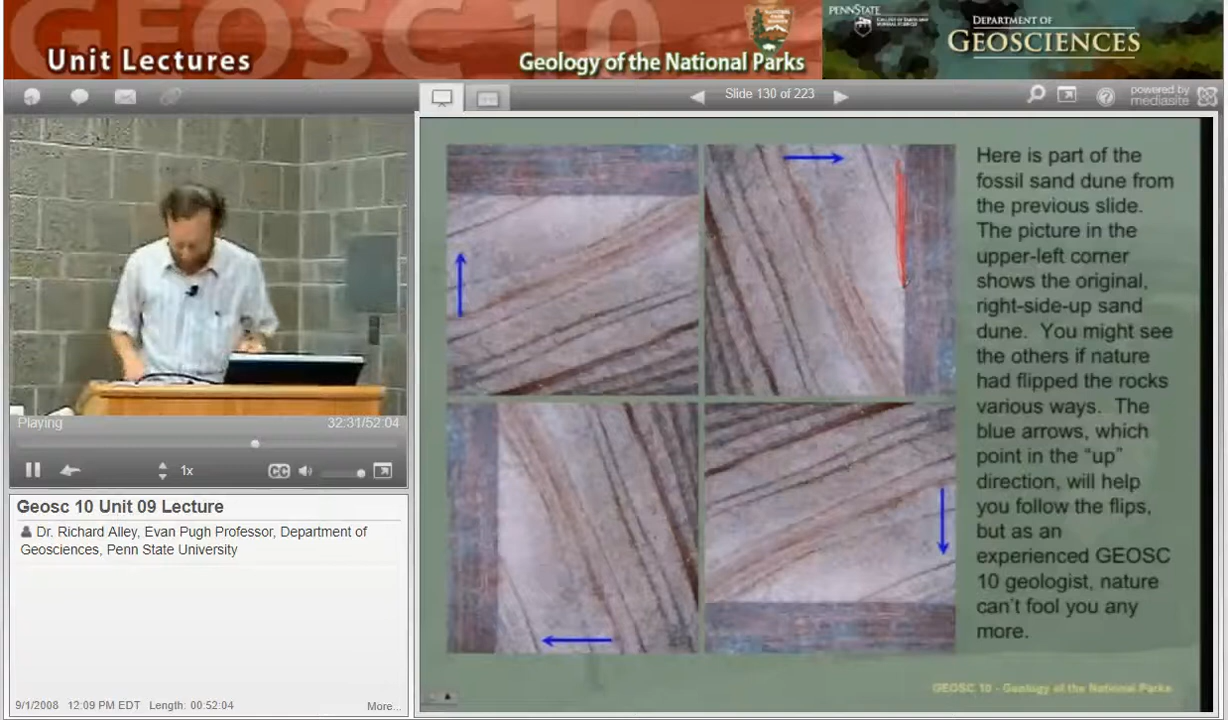 GEOSC 10
Unit Lectures
Geology of the National Parks
PENNSTATE
DEPARTMENT OF
GEOSCIENCES
Slide 130 of 223
powered by
mediasite
Here is part of the
fossil sand dune from
the previous slide.
The picture in the
upper-left corner
shows the original,
right-side-up sand
dune. You might see
the others if nature
had flipped the rocks
various ways. The
blue arrows, which
point in the “up”
direction, will help
you follow the flips,
but as an
experienced GEOSC
10 geologist, nature
can’t fool you any
more.
GEOSC 10 - Geology of the National Parks
Playing
32:31/52:04
1x
CC
Geosc 10 Unit 09 Lecture
Dr. Richard Alley, Evan Pugh Professor, Department of
Geosciences, Penn State University
9/1/2008 12:09 PM EDT Length: 00:52:04
More...